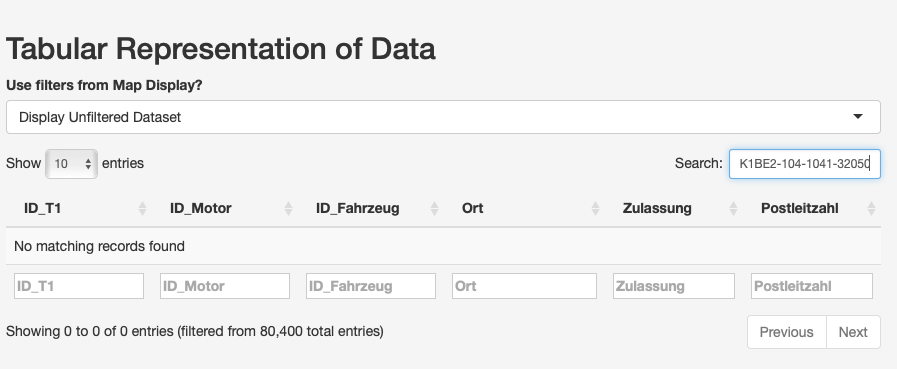 Tabular Representation of Data
Use filters from Map Display?
Display Unfiltered Dataset
Show 10 entries Search: K1BE2-104-1041-32050
ID_T1 ID_Motor ID_Fahrzeug Ort Zulassung Postleitzahl
No matching records found
ID_T1 ID_Motor ID_Fahrzeug Ort Zulassung Postleitzahl
Showing 0 to 0 of 0 entries (filtered from 80,400 total entries) Previous Next